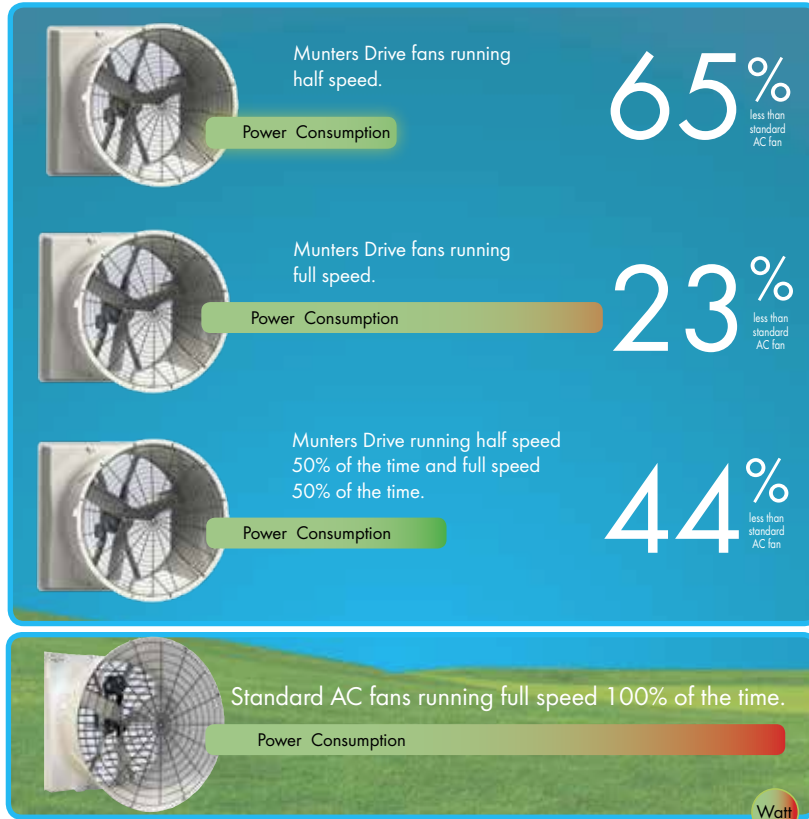 Munters Drive fans running
half speed.
Power Consumption
65%
less than
standard
AC fan
Munters Drive fans running
full speed.
Power Consumption
23%
less than
standard
AC fan
Munters Drive running half speed
50% of the time and full speed
50% of the time.
Power Consumption
44%
less than
standard
AC fan
Standard AC fans running full speed 100% of the time.
Power Consumption
Watt